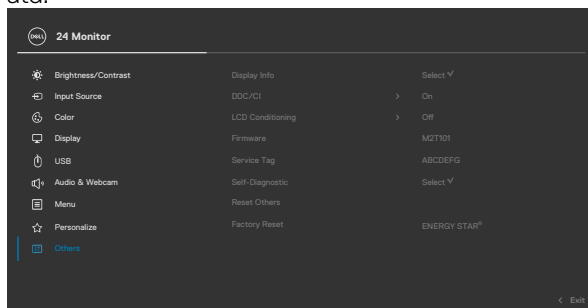 DELL 24 Monitor
Brightness/Contrast Display Info Select √
Input Source DDC/CI > On
Color LCD Conditioning > Off
Display Firmware M2T101
USB Service Tag ABCDEFG
Audio & Webcam Self-Diagnostic Select √
Menu Reset Others
Personalize Factory Reset ENERGY STAR®
Others
< Exit